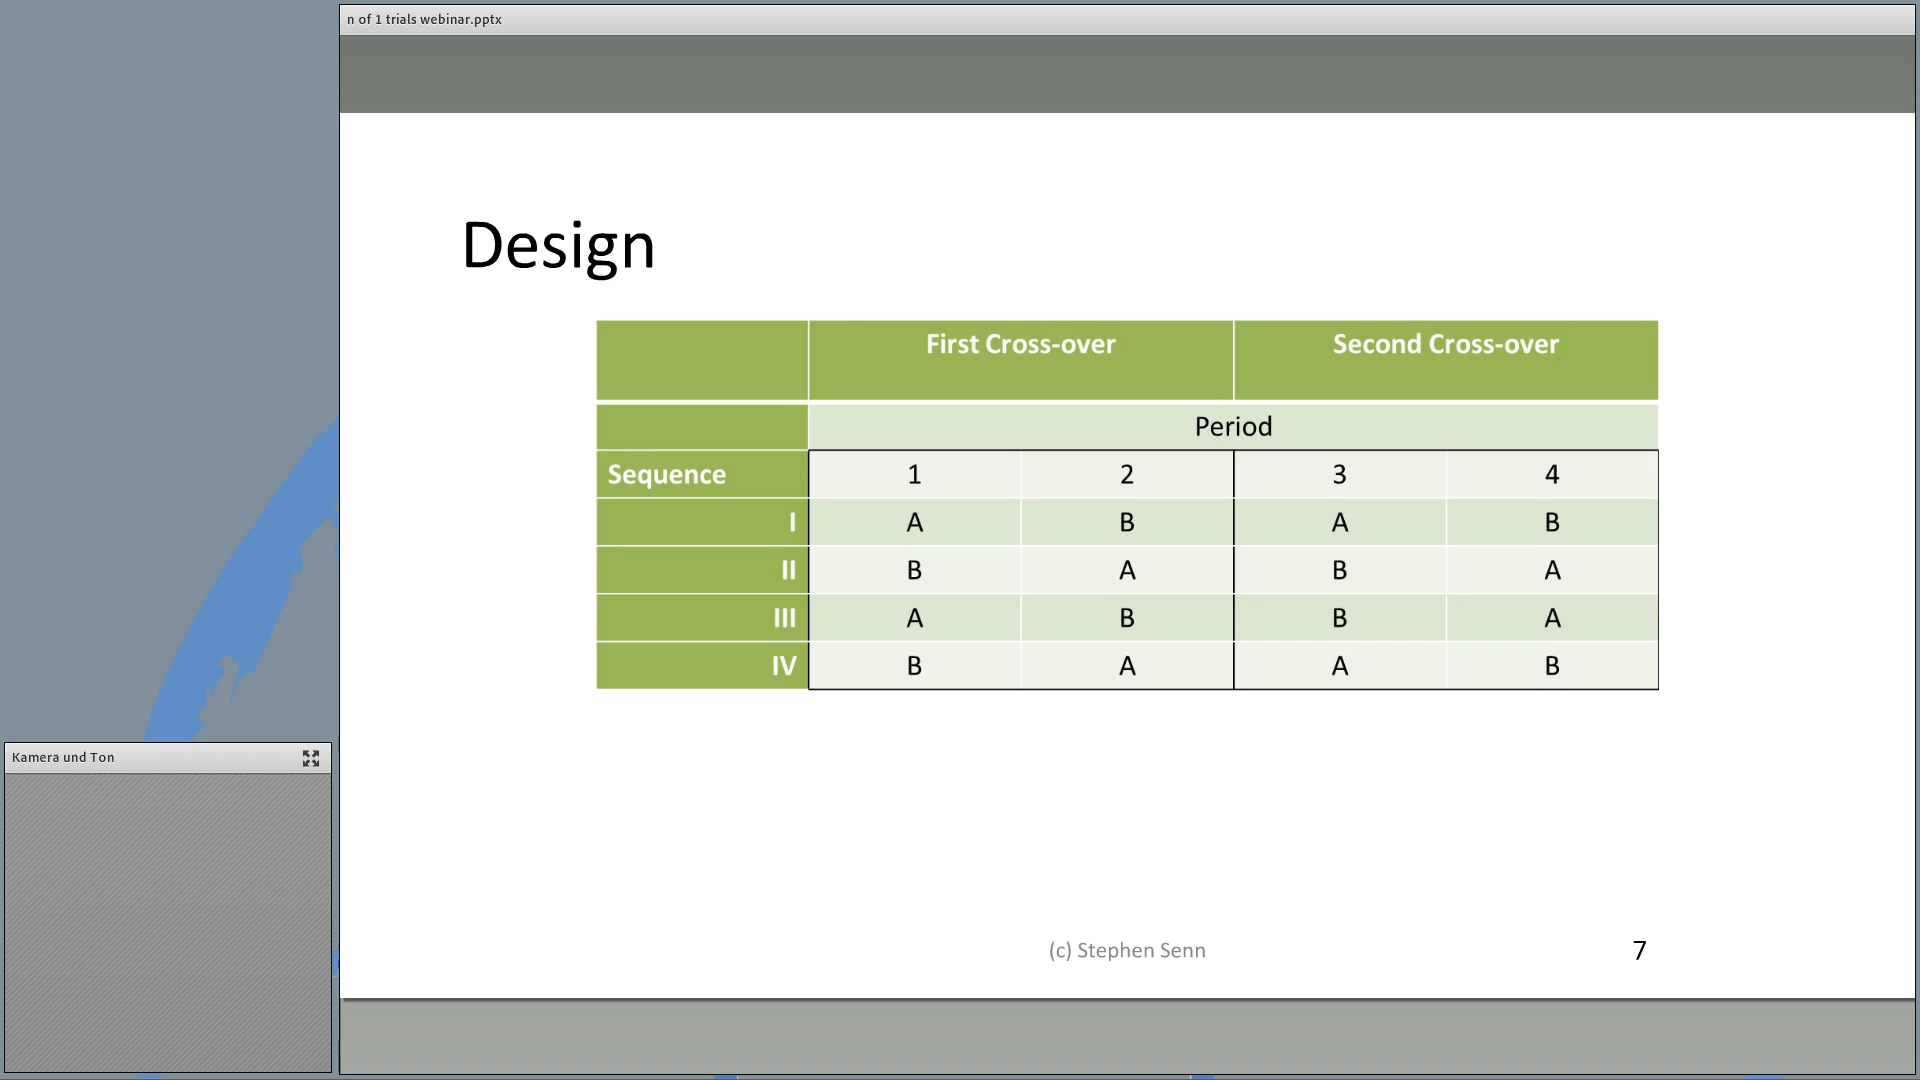 n of 1 trials webinar.pptx
Design
First Cross-over Second Cross-over
Period
Sequence 1 2 3 4
I A B A B
II B A B A
III A B B A
IV B A A B
Kamera und Ton
(c) Stephen Senn 7